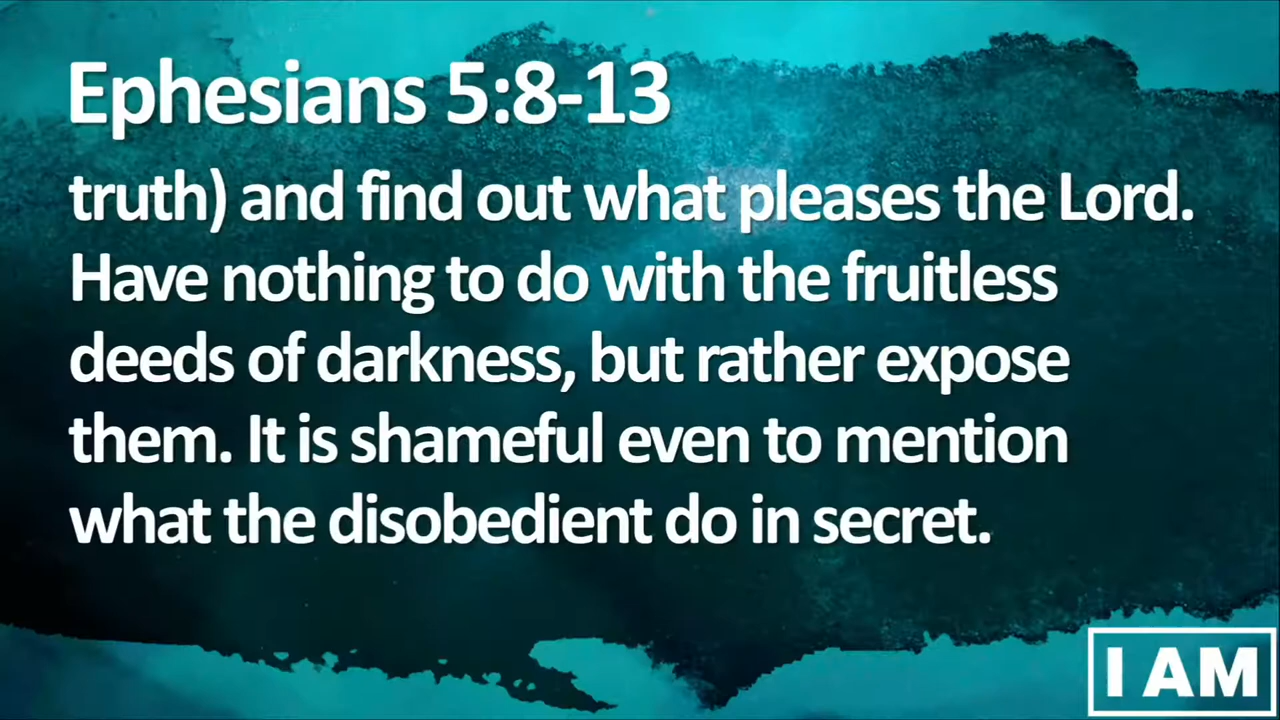 Ephesians 5:8-13
truth) and find out what pleases the Lord.
Have nothing to do with the fruitless
deeds of darkness, but rather expose
them. It is shameful even to mention
what the disobedient do in secret.
I AM